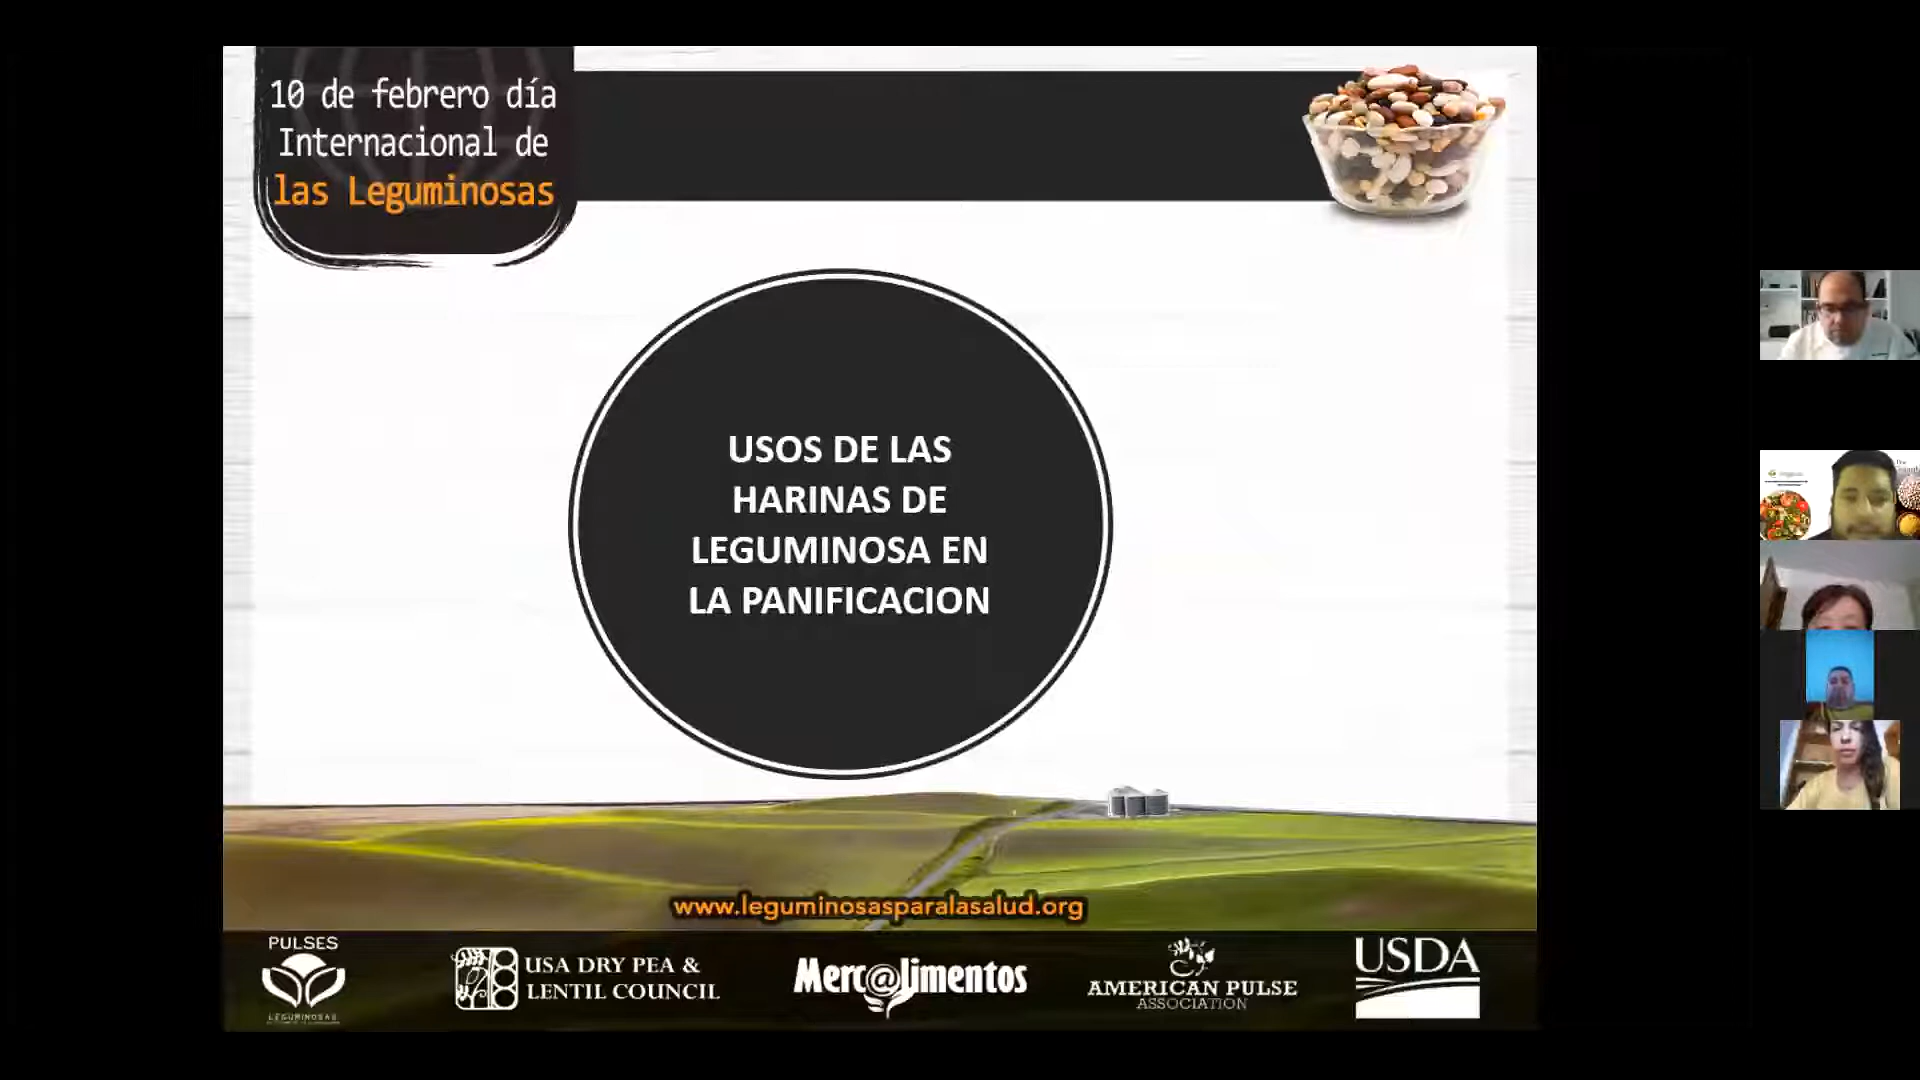 10 de febrero día
Internacional de
las Leguminosas
USOS DE LAS
HARINAS DE
LEGUMINOSA EN
LA PANIFICACION
www.leguminosasparalasalud.org
PULSES
LEGUMINOSAS
USA DRY PEA &
LENTIL COUNCIL
Merc@limentos
AMERICAN PULSE
ASSOCIATION
USDA